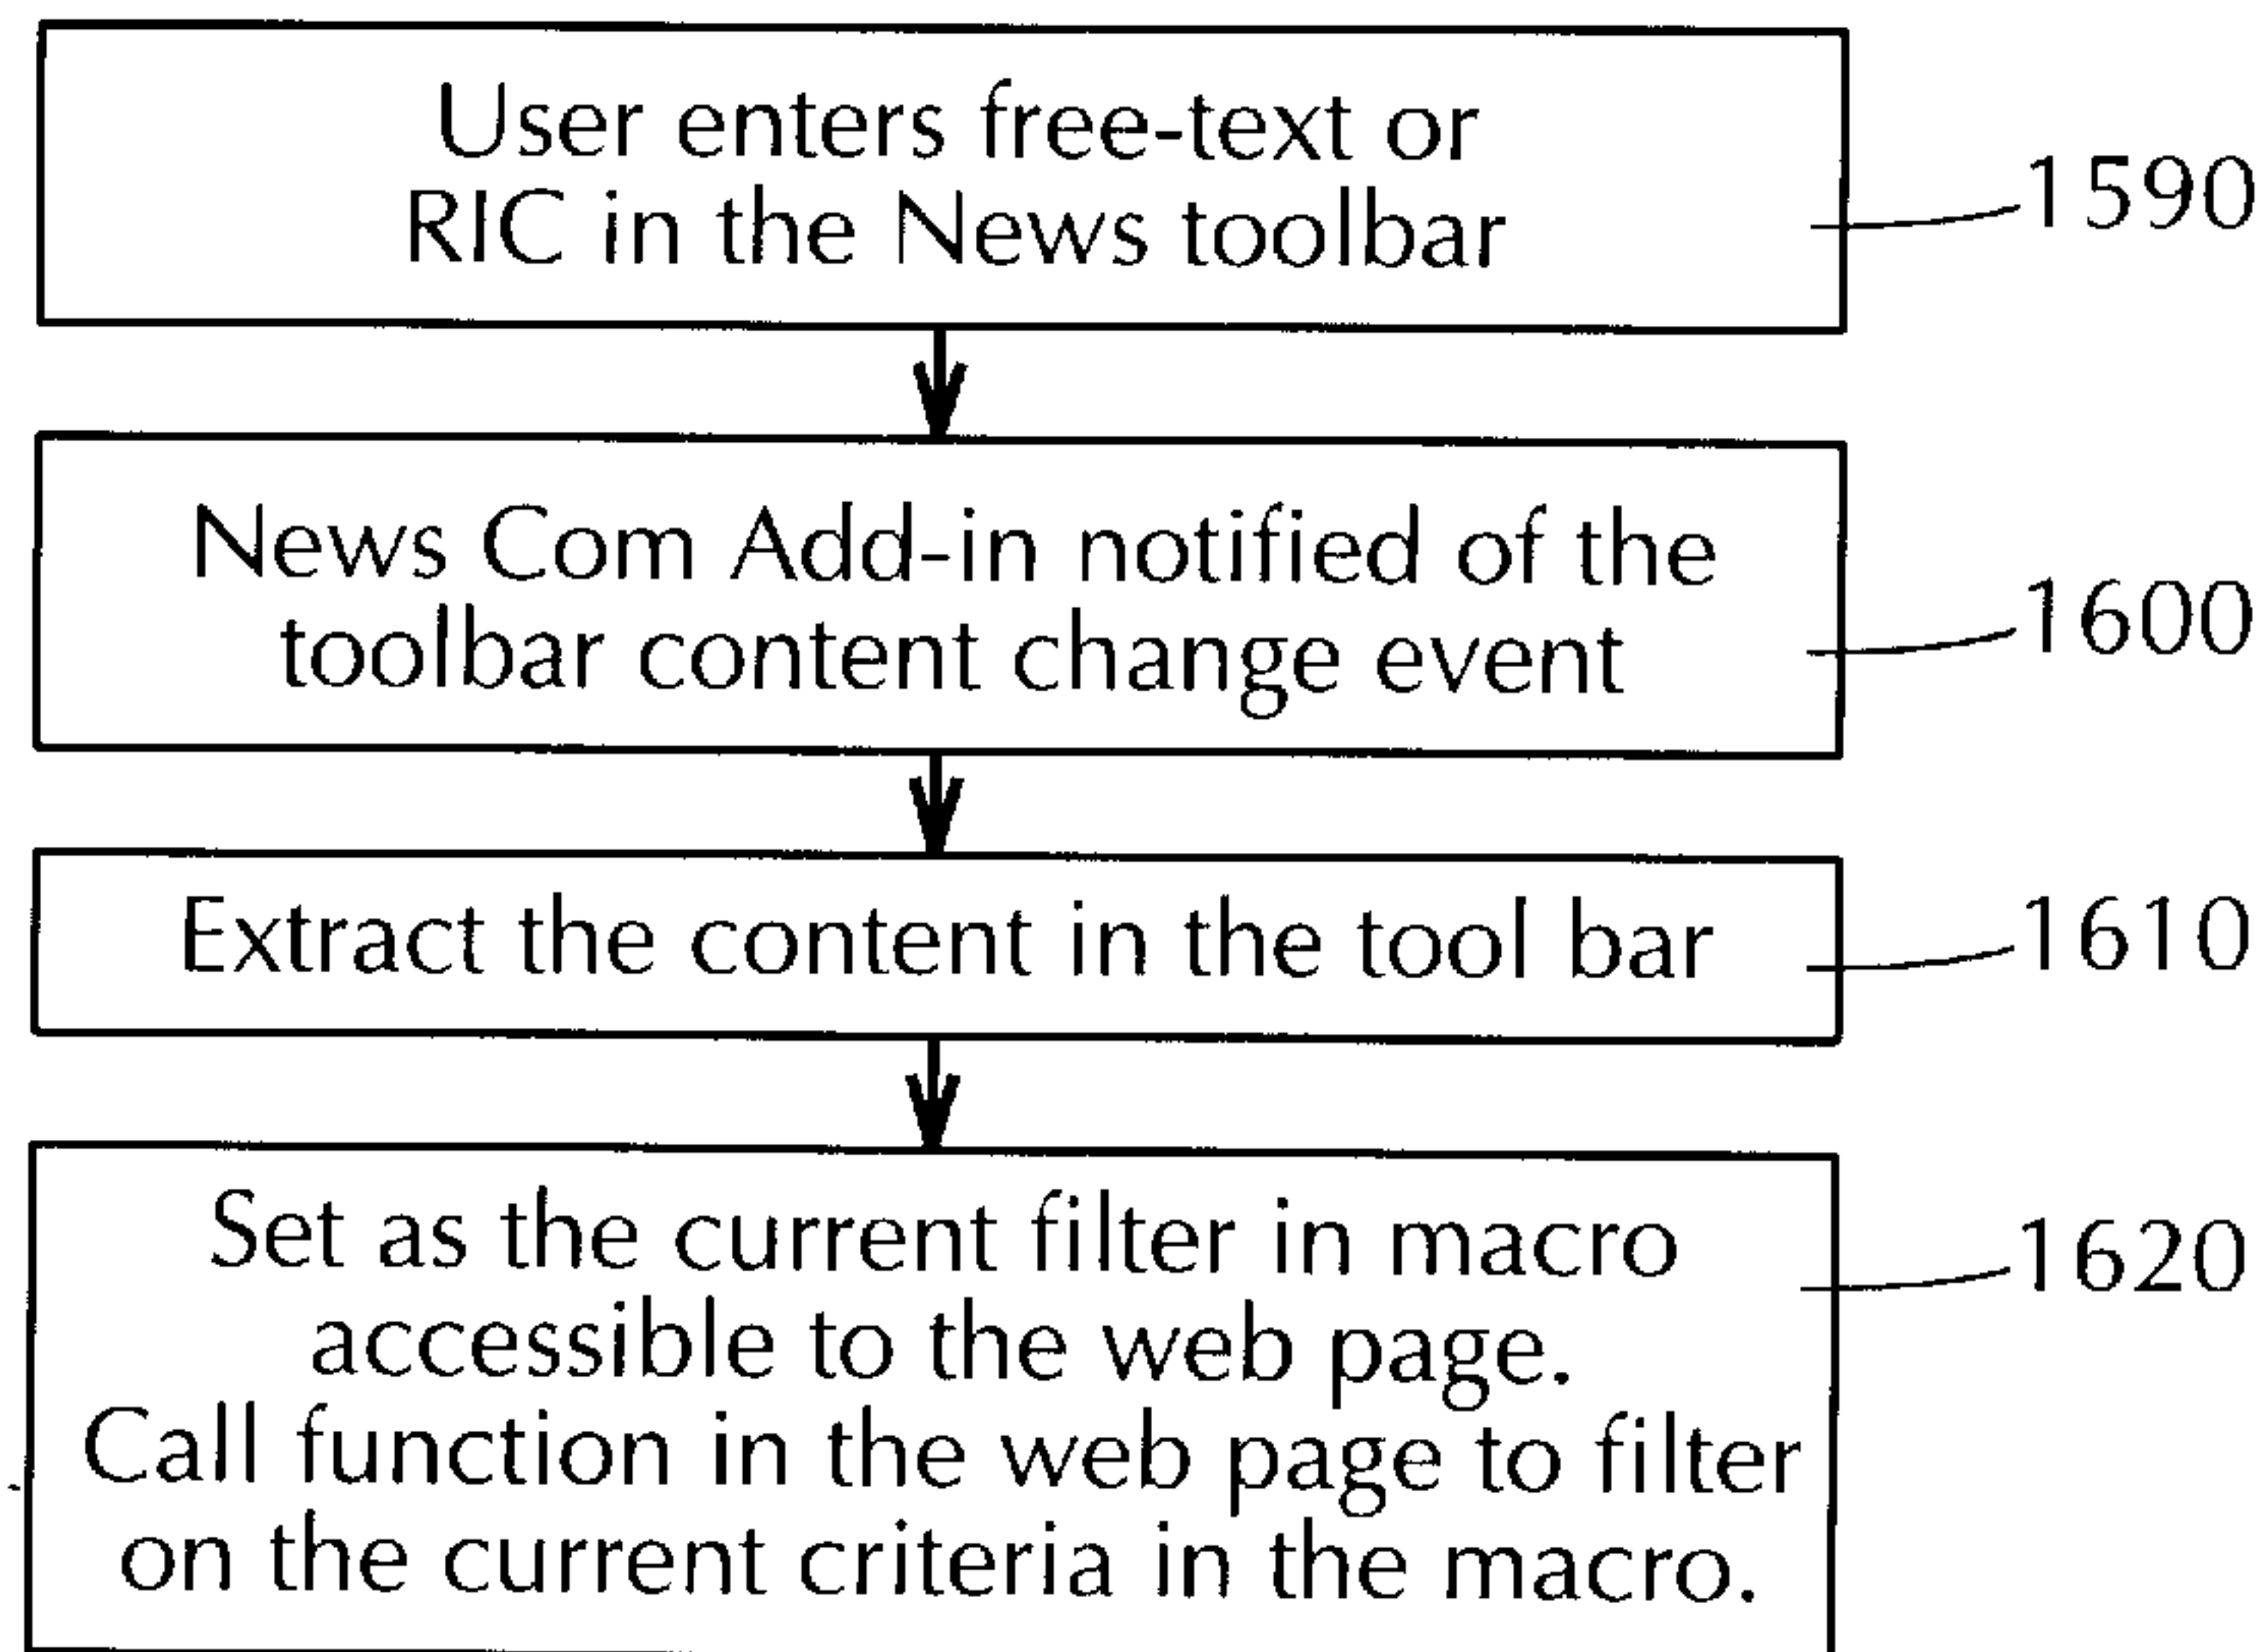 User enters free-text or
RIC in the News toolbar
1590
News Com Add-in notified of the
toolbar content change event
1600
Extract the content in the tool bar
1610
Set as the current filter in macro
accessible to the web page.
Call function in the web page to filter
on the current criteria in the macro.
1620